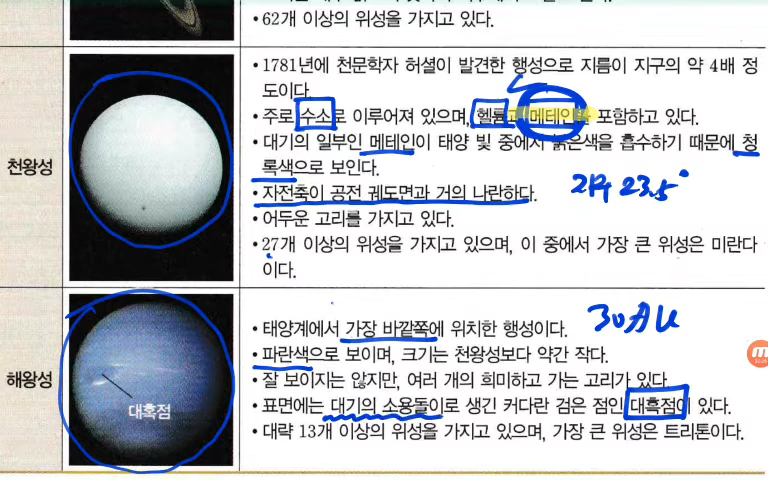 • 62개 이상의 위성을 가지고 있다.
천왕성
• 1781년에 천문학자 허셜이 발견한 행성으로 지름이 지구의 약 4배 정
도이다.
• 주로 수소로 이루어져 있으며, 헬륨과 메테인을 포함하고 있다.
• 대기의 일부인 메테인이 태양 빛 중에서 붉은색을 흡수하기 때문에 청
록색으로 보인다.
• 자전축이 공전 궤도면과 거의 나란하다.
23.5°
• 어두운 고리를 가지고 있다.
• 27개 이상의 위성을 가지고 있으며, 이 중에서 가장 큰 위성은 미란다
이다.
해왕성
대흑점
• 태양계에서 가장 바깥쪽에 위치한 행성이다.
30AU
• 파란색으로 보이며, 크기는 천왕성보다 약간 작다.
• 잘 보이지는 않지만, 여러 개의 희미하고 가는 고리가 있다.
• 표면에는 대기의 소용돌이로 생긴 커다란 검은 점인 대흑점이 있다.
• 대략 13개 이상의 위성을 가지고 있으며, 가장 큰 위성은 트리톤이다.